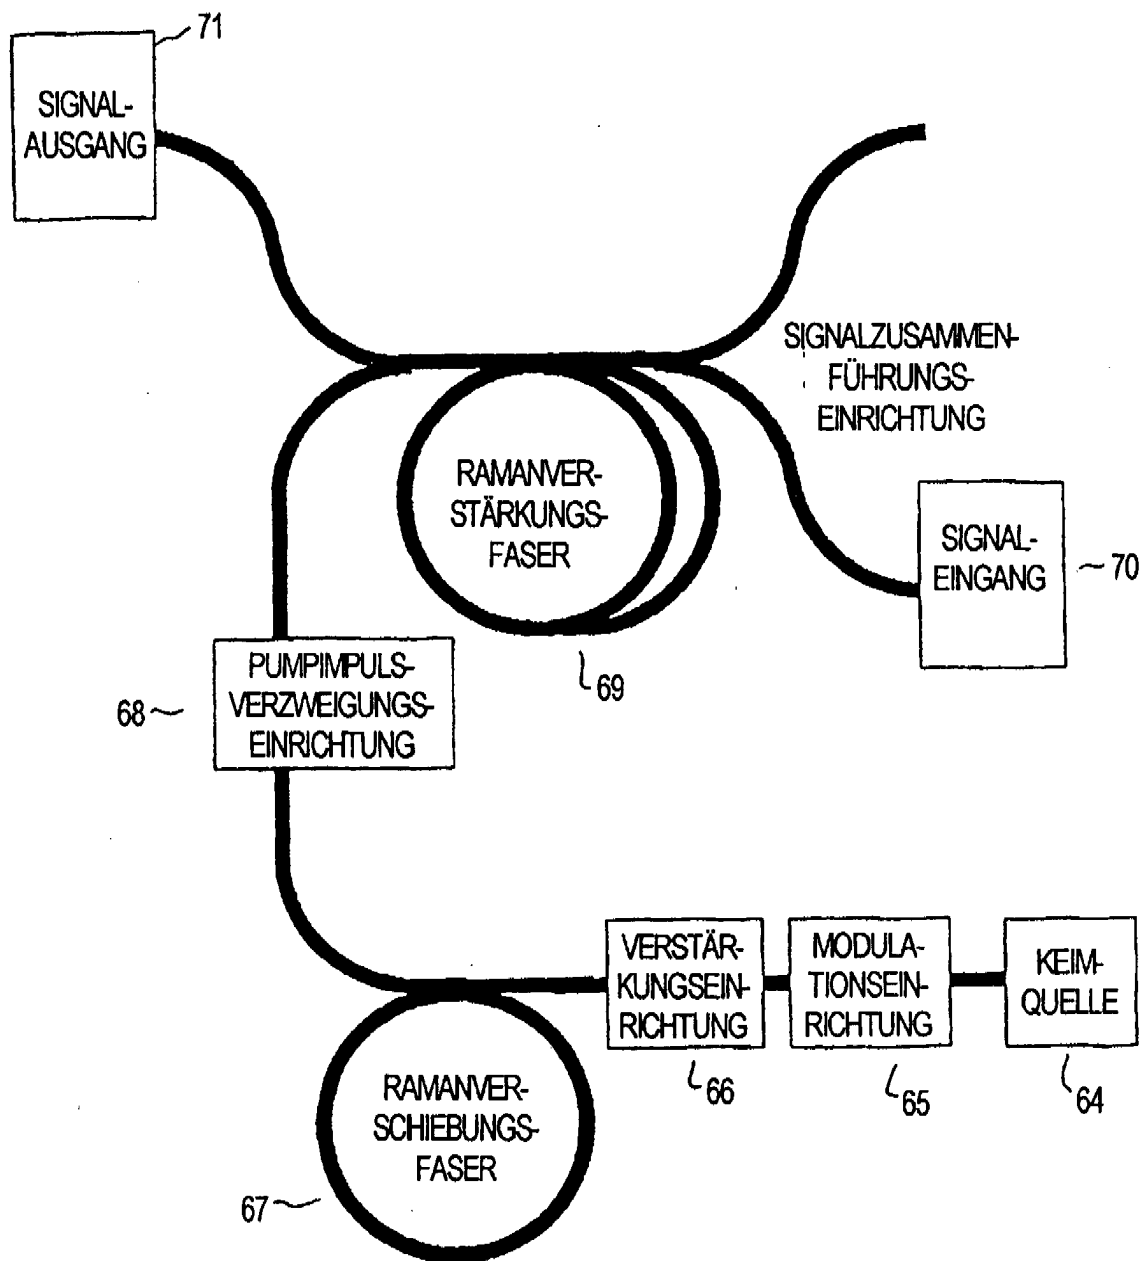 71
SIGNAL-
AUSGANG
SIGNALZUSAMMEN-
FÜHRUNGS-
EINRICHTUNG
RAMANVER-
STÄRKUNGS-
FASER
SIGNAL-
EINGANG
70
69
PUMPIMPULS-
VERZWEIGUNGS-
EINRICHTUNG
68
VERSTÄR-
KUNGSEIN-
RICHTUNG
MODULA-
TIONSEIN-
RICHTUNG
KEIM-
QUELLE
66
65
64
RAMANVER-
SCHIEBUNGS-
FASER
67